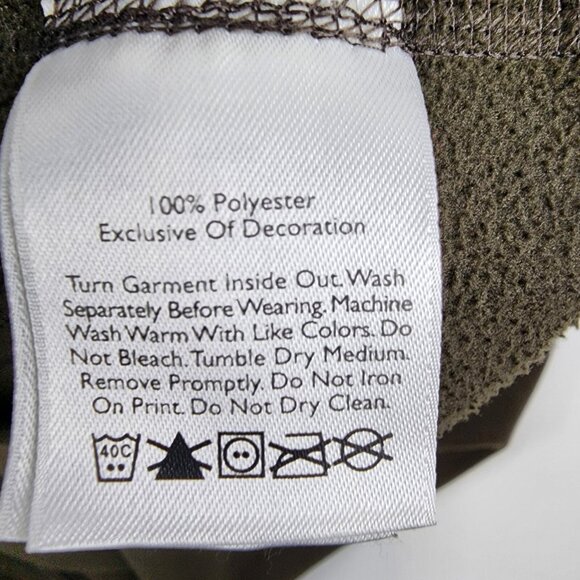 100% Polyester
Exclusive Of Decoration
Turn Garment Inside Out. Wash
Separately Before Wearing. Machine
Wash Warm With Like Colors. Do
Not Bleach. Tumble Dry Medium.
Remove Promptly. Do Not Iron
On Print. Do Not Dry Clean.
40C